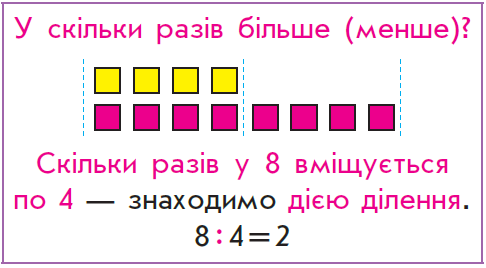 У скільки разів більше (менше)?
Скільки разів у 8 вміщується
по 4 — знаходимо дією ділення.
8:4=2